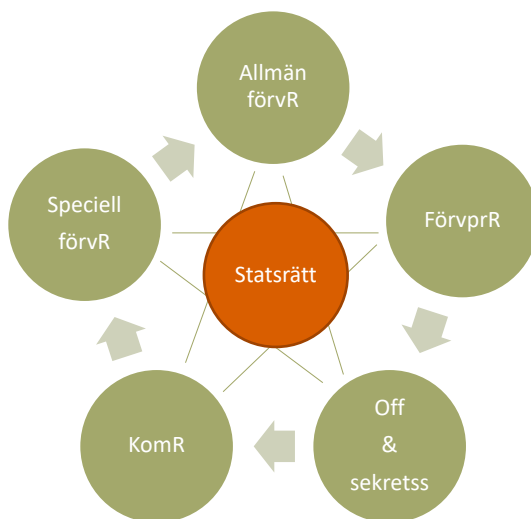 Allmän
förvR
FörvprR
Off
&
sekretss
KomR
Speciell
förvR
Statsrätt